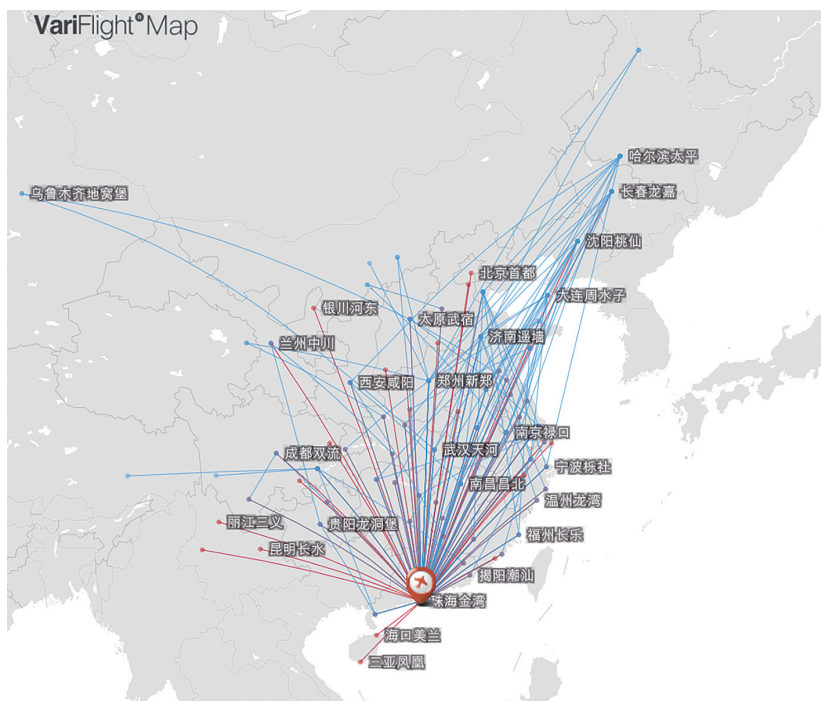 VariFlight Map
哈尔滨太平
长春龙嘉
乌鲁木齐地窝堡
沈阳桃仙
北京首都
大连周水子
银川河东
太原武宿
济南遥墙
兰州中川
西安咸阳
郑州新郑
南京禄口
成都双流
武汉天河
宁波栎社
南昌昌北
温州龙湾
丽江三义
贵阳龙洞堡
福州长乐
昆明长水
揭阳潮汕
珠海金湾
海口美兰
三亚凤凰